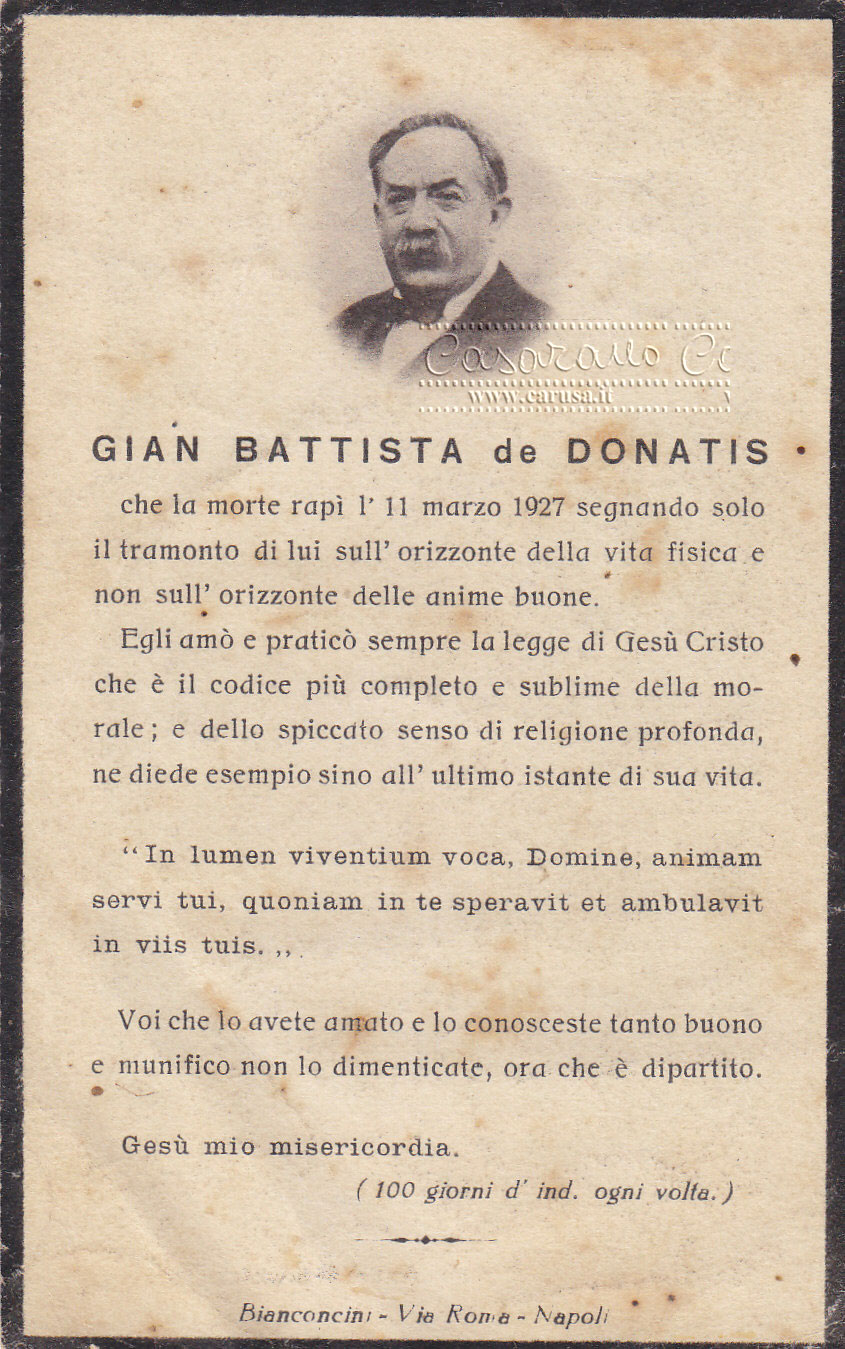 Casarano
www.carusa.it
GIAN BATTISTA de DONATIS
che la morte rapì l' 11 marzo 1927 segnando solo
il tramonto di lui sull' orizzonte della vita fisica e
non sull' orizzonte delle anime buone.
Egli amò e praticò sempre la legge di Gesù Cristo
che è il codice più completo e sublime della mo-
rale ; e dello spiccato senso di religione profonda,
ne diede esempio sino all' ultimo istante di sua vita.
“ In lumen viventium voca, Domine, animam
servi tui, quoniam in te speravit et ambulavit
in viis tuis. „
Voi che lo avete amato e lo conosceste tanto buono
e munifico non lo dimenticate, ora che è dipartito.
Gesù mio misericordia.
( 100 giorni d' ind. ogni volta. )
Bianconcini - Via Roma - Napoli